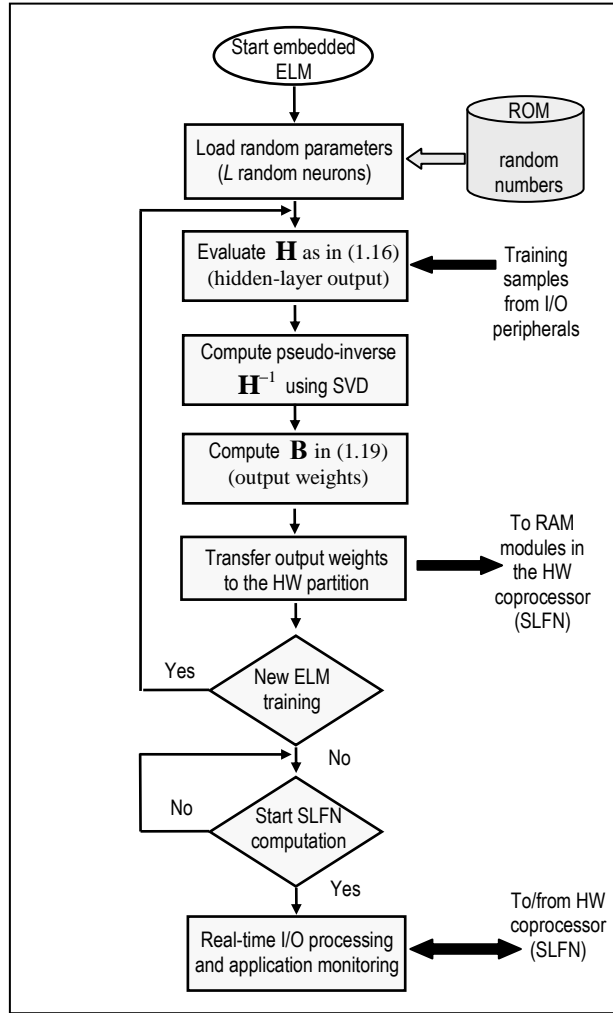 Start embedded
ELM
ROM
random
numbers
Load random parameters
(L random neurons)
Evaluate H as in (1.16)
(hidden-layer output)
Training
samples
from I/O
peripherals
Compute pseudo-inverse
H⁻¹ using SVD
Compute B in (1.19)
(output weights)
Transfer output weights
to the HW partition
To RAM
modules in
the HW
coprocessor
(SLFN)
Yes
New ELM
training
No
No
Start SLFN
computation
Yes
Real-time I/O processing
and application monitoring
To/from HW
coprocessor
(SLFN)